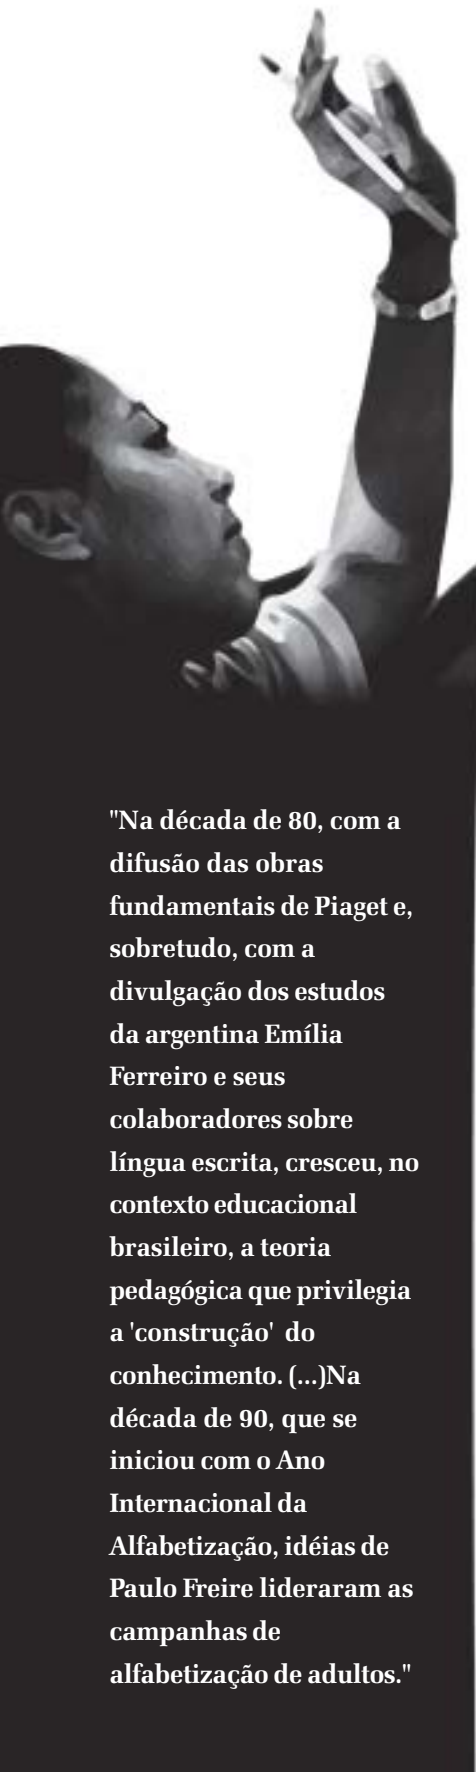 "Na década de 80, com a
difusão das obras
fundamentais de Piaget e,
sobretudo, com a
divulgação dos estudos
da argentina Emília
Ferreiro e seus
colaboradores sobre
língua escrita, cresceu, no
contexto educacional
brasileiro, a teoria
pedagógica que privilegia
a 'construção'  do
conhecimento. (...)Na
década de 90, que se
iniciou com o Ano
Internacional da
Alfabetização, idéias de
Paulo Freire lideraram as
campanhas de
alfabetização de adultos."